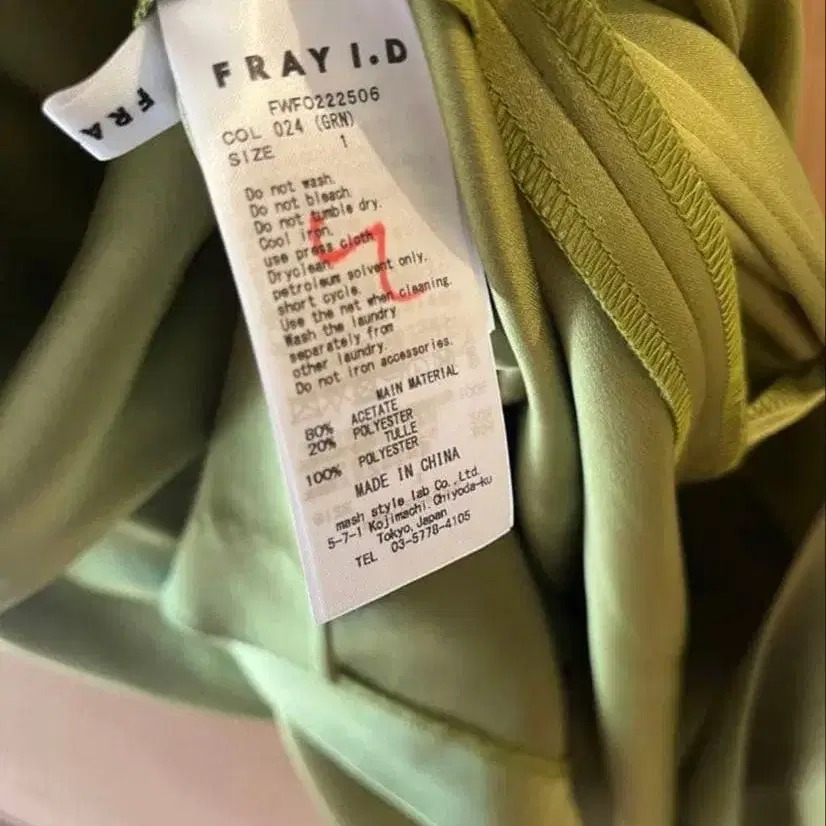 FRA
FRAY I.D
FWFO222506
COL 024 (GRN)
SIZE 1
Do not wash.
Do not bleach.
Do not tumble dry.
Cool iron.
use press cloth.
Dryclean.
petroleum solvent only.
short cycle.
Use the net when cleaning.
Wash the laundry
separately from
other laundry.
Do not iron accessories.
MAIN MATERIAL
80% ACETATE
20% POLYESTER
TULLE
100% POLYESTER
MADE IN CHINA
mash style lab Co.,Ltd.
5-7-1 Kojimachi, Chiyoda-ku
Tokyo, Japan
TEL 03-5778-4105